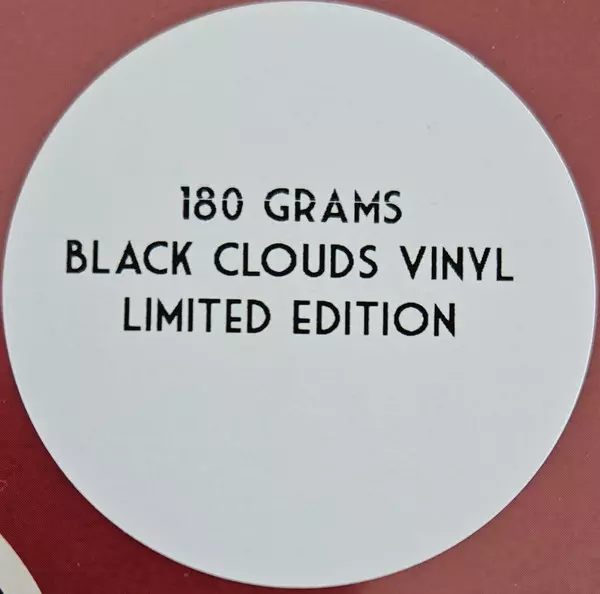 180 GRAMS
BLACK CLOUDS VINYL
LIMITED EDITION